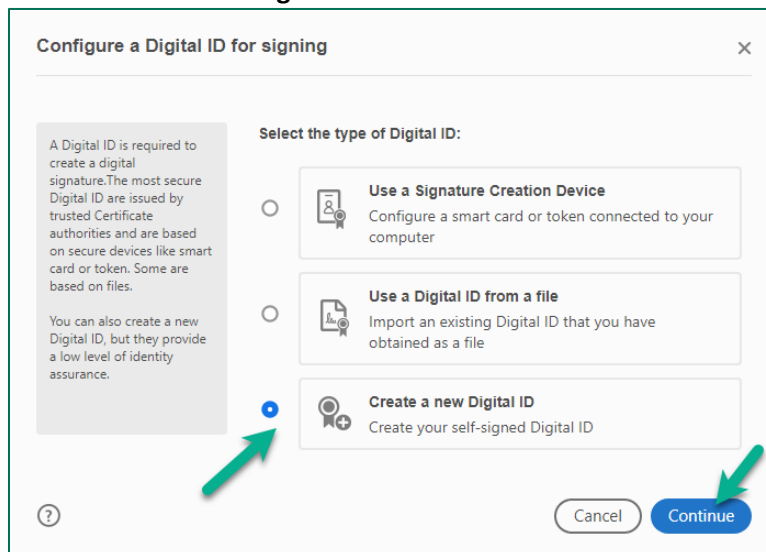 Configure a Digital ID for signing
A Digital ID is required to
create a digital
signature.The most secure
Digital ID are issued by
trusted Certificate
authorities and are based
on secure devices like smart
card or token. Some are
based on files.
You can also create a new
Digital ID, but they provide
a low level of identity
assurance.
Select the type of Digital ID:
Use a Signature Creation Device
Configure a smart card or token connected to your
computer
Use a Digital ID from a file
Import an existing Digital ID that you have
obtained as a file
Create a new Digital ID
Create your self-signed Digital ID
?
Cancel
Continue